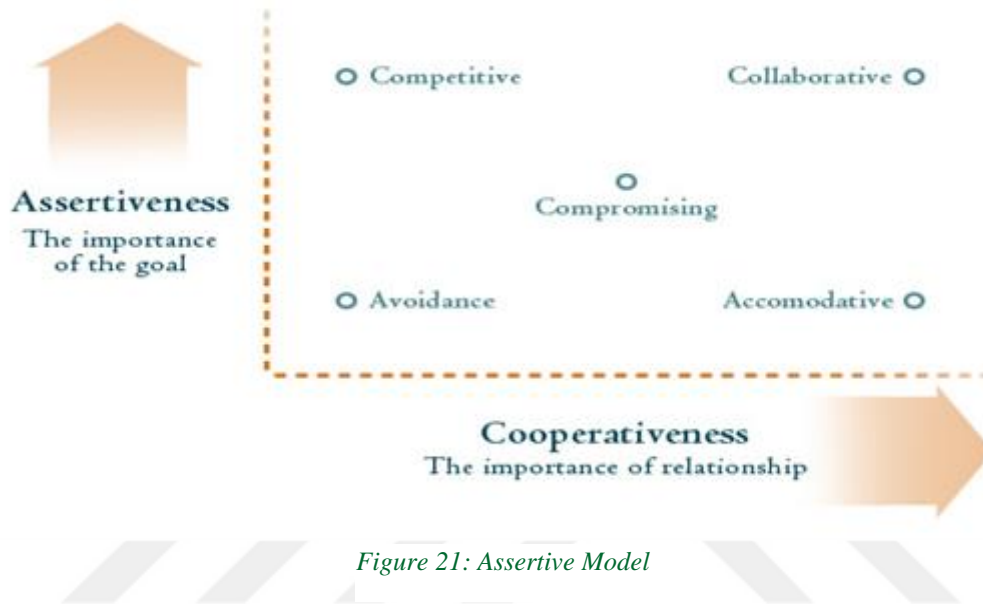 Competitive
Collaborative
Assertiveness
The importance
of the goal
Compromising
Avoidance
Accomodative
Cooperativeness
The importance of relationship
Figure 21: Assertive Model